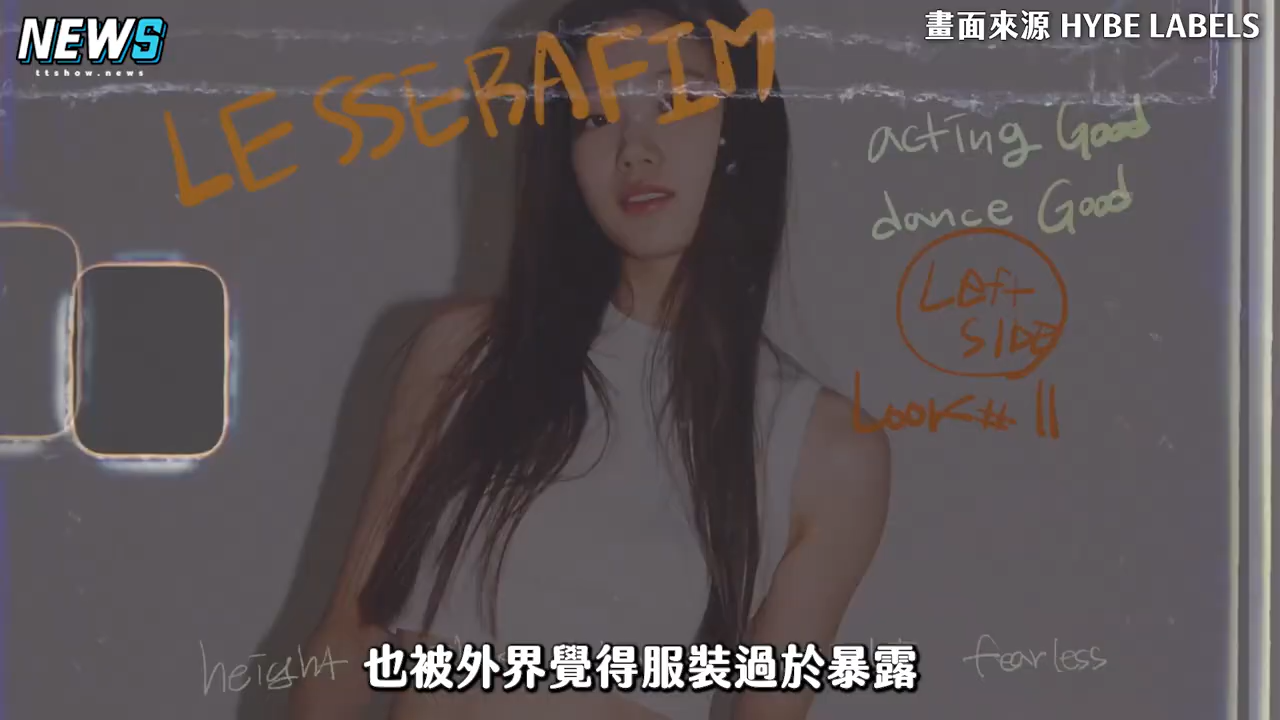 NEWS
ttshow.news
畫面來源 HYBE LABELS
LESSERAFIM
acting Good
dance Good
Left
SIDE
Look# 11
height
fearless
也被外界覺得服裝過於暴露